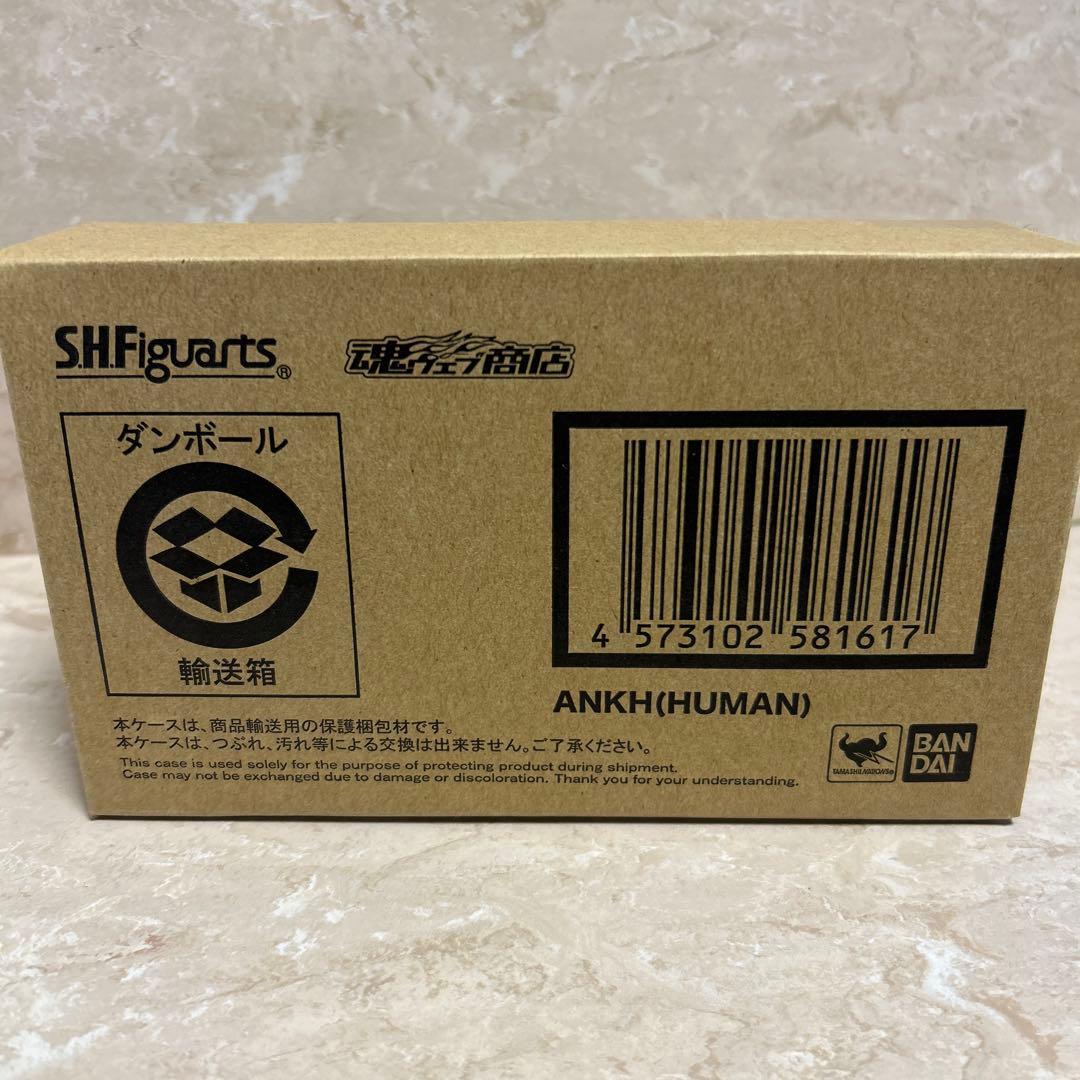 S.H.Figuarts®
魂ウェブ商店
ダンボール
輸送箱
4 573102 581617
ANKH(HUMAN)
本ケースは、商品輸送用の保護梱包材です。
本ケースは、つぶれ、汚れ等による交換は出来ません。ご了承ください。
This case is used solely for the purpose of protecting product during shipment.
Case may not be exchanged due to damage or discoloration. Thank you for your understanding.
TAMASHII NATIONS®
BAN
DAI